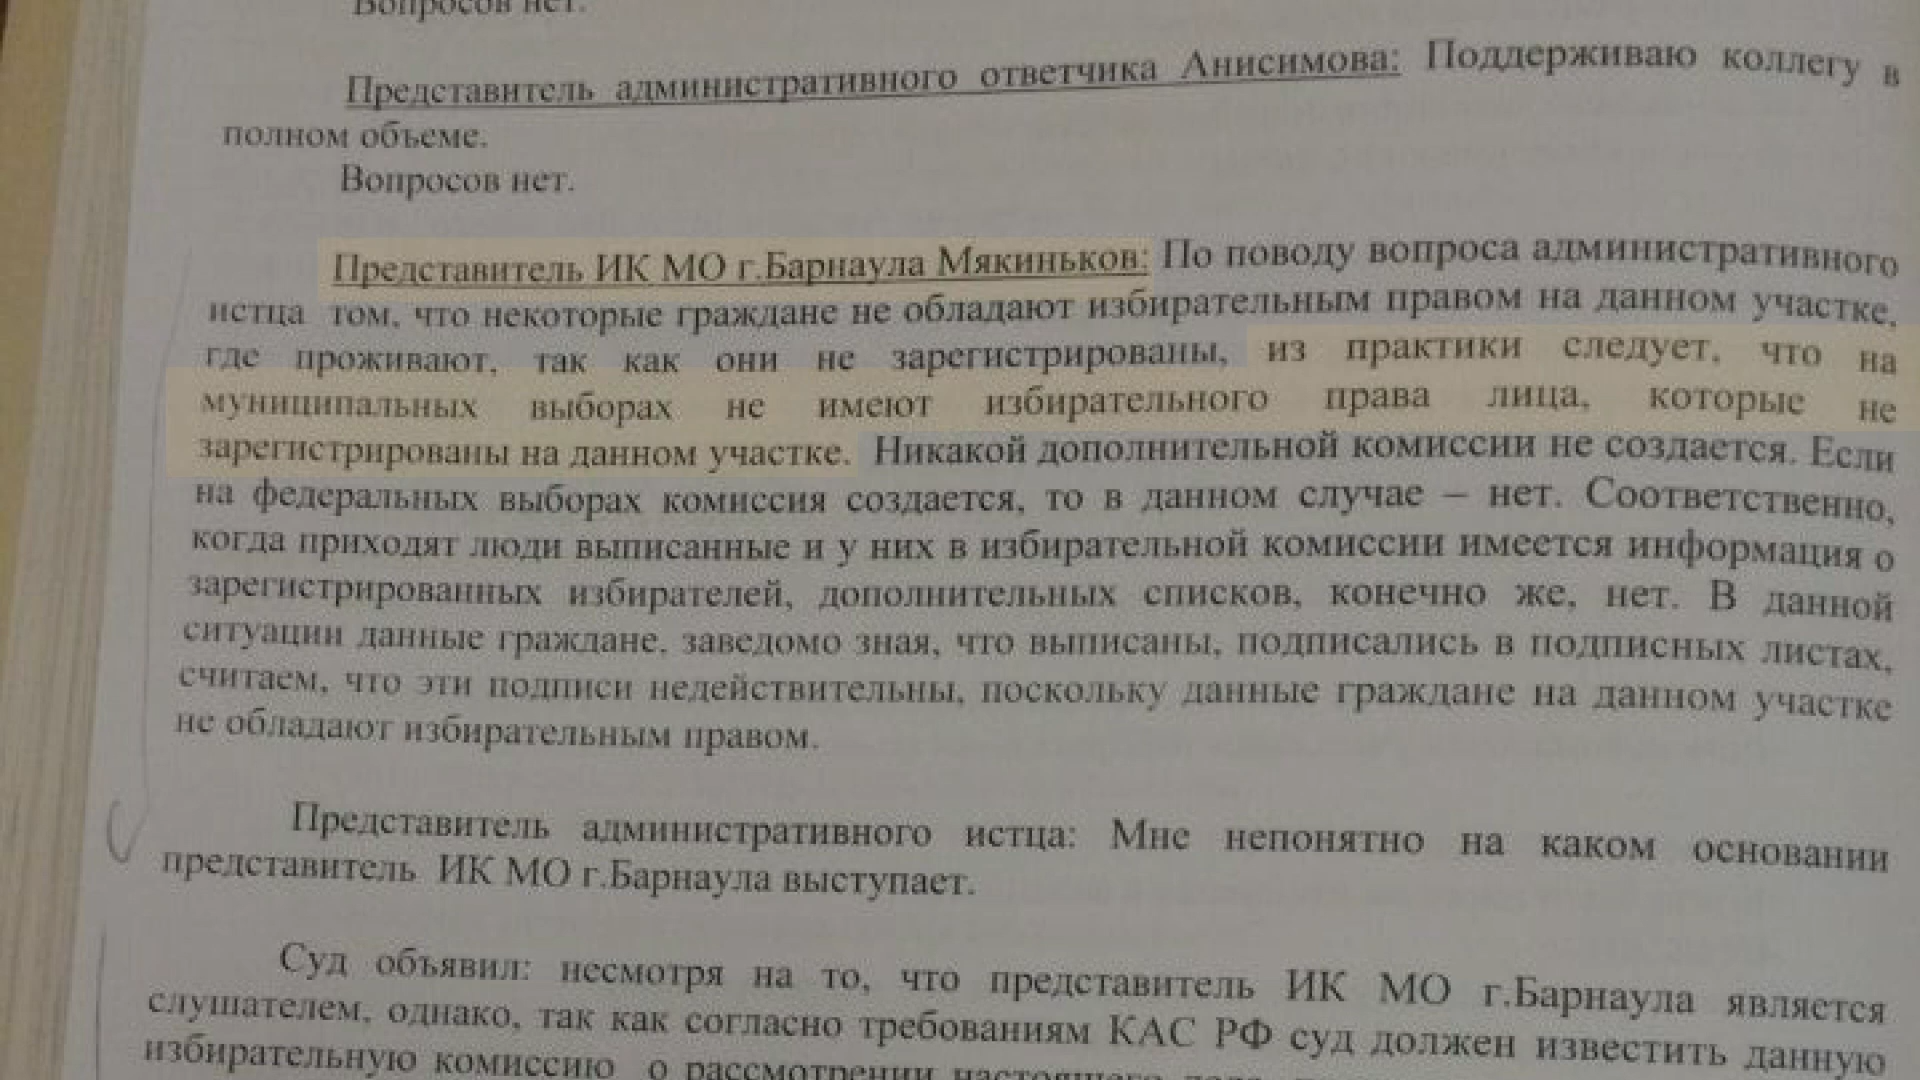 Вопросов нет.
Представитель административного ответчика Анисимова: Поддерживаю коллегу в
полном объеме.
Вопросов нет.
Представитель ИК МО г.Барнаула Мякиньков: По поводу вопроса административного
истца том, что некоторые граждане не обладают избирательным правом на данном участке,
где проживают, так как они не зарегистрированы, из практики следует, что на
муниципальных выборах не имеют избирательного права лица, которые не
зарегистрированы на данном участке. Никакой дополнительной комиссии не создается. Если
на федеральных выборах комиссия создается, то в данном случае – нет. Соответственно,
когда приходят люди выписанные и у них в избирательной комиссии имеется информация о
зарегистрированных избирателей, дополнительных списков, конечно же, нет. В данной
ситуации данные граждане, заведомо зная, что выписаны, подписались в подписных листах,
считаем, что эти подписи недействительны, поскольку данные граждане на данном участке
не обладают избирательным правом.
Представитель административного истца: Мне непонятно на каком основании
представитель ИК МО г.Барнаула выступает.
Суд объявил: несмотря на то, что представитель ИК МО г.Барнаула является
слушателем, однако, так как согласно требованиям КАС РФ суд должен известить данную
избирательную комиссию о рассмотрении настоящего